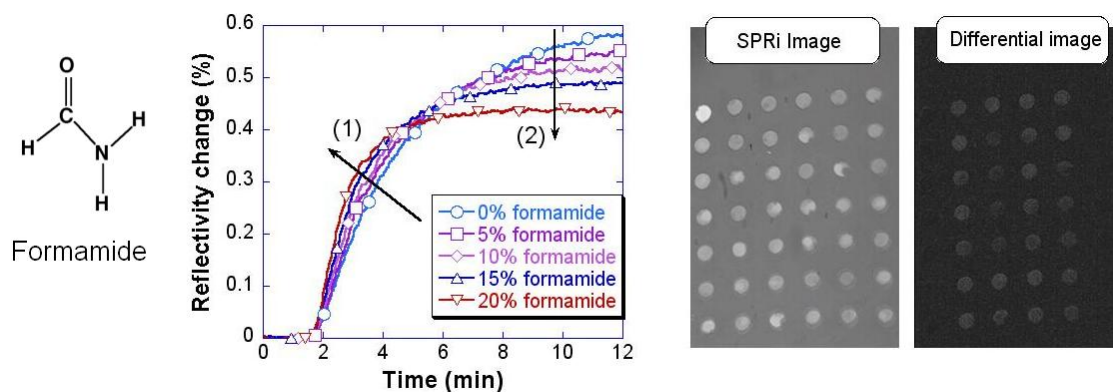 O
C
H
N
H
H
Formamide
Reflectivity change (%)
0.6
0.5
0.4
0.3
0.2
0.1
0
0 2 4 6 8 10 12
Time (min)
(1)
(2)
0% formamide
5% formamide
10% formamide
15% formamide
20% formamide
SPRi Image
Differential image